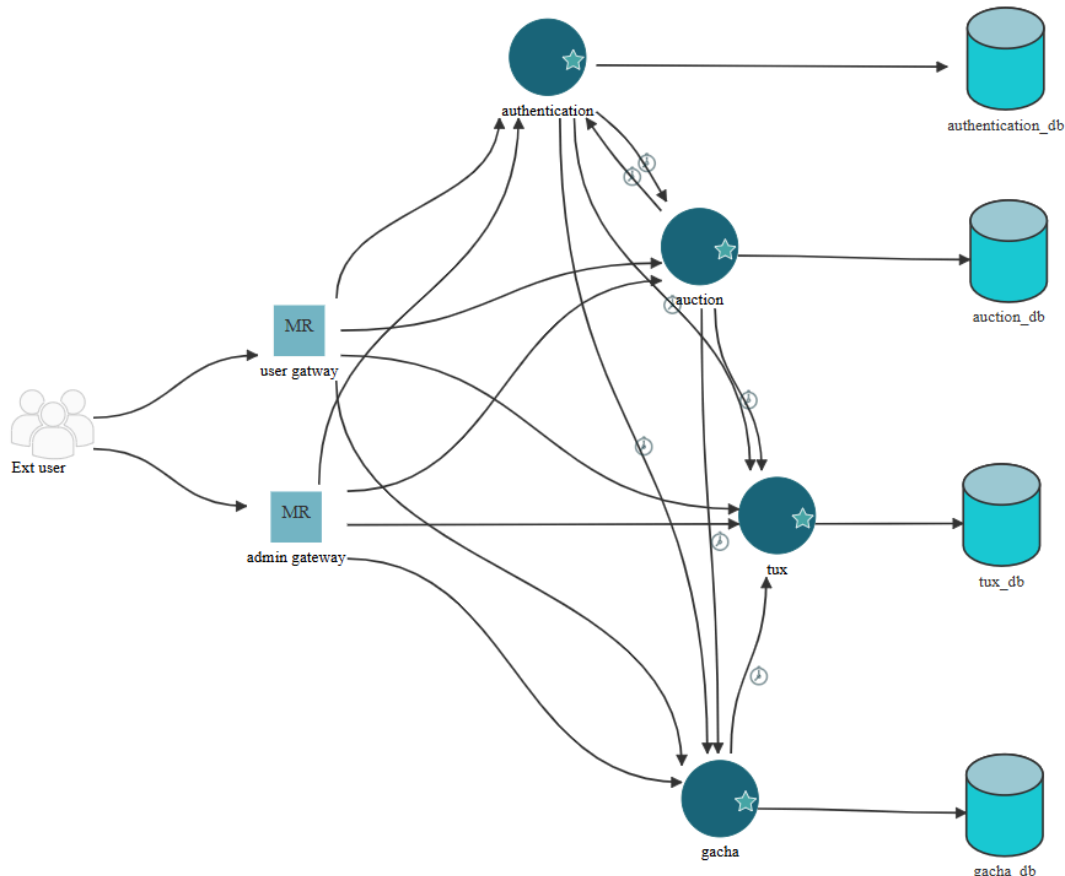 authentication
authentication_db
auction
auction_db
MR
user gatway
Ext user
MR
admin gateway
tux
tux_db
gacha
gacha_db